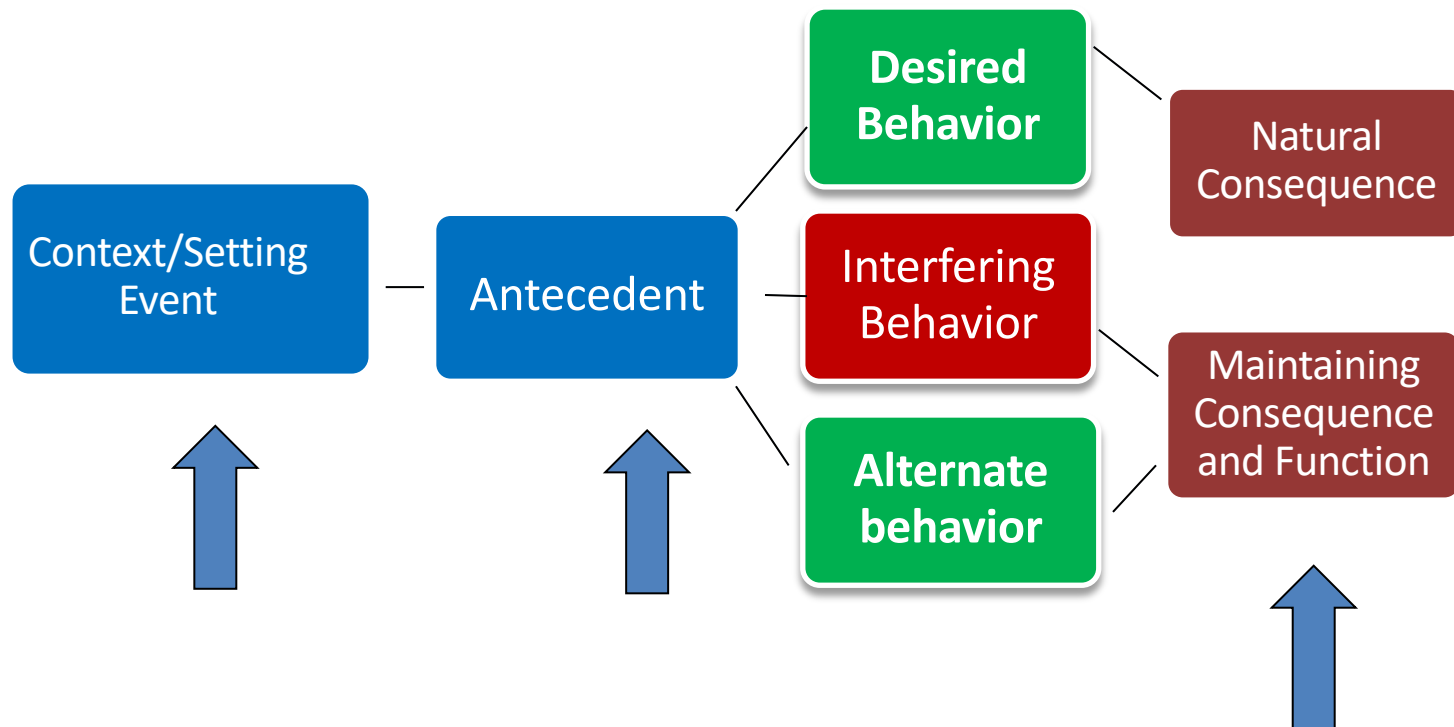 Context/Setting
Event
Antecedent
Desired
Behavior
Interfering
Behavior
Alternate
behavior
Natural
Consequence
Maintaining
Consequence
and Function